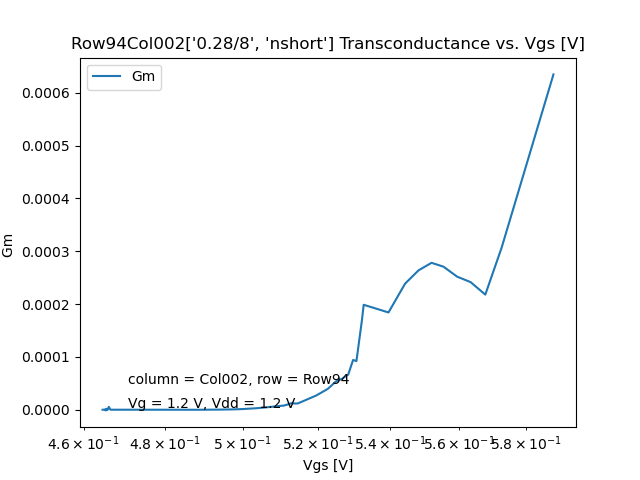 Row94Col002['0.28/8', 'nshort'] Transconductance vs. Vgs [V]
Gm
0.0006
0.0005
0.0004
0.0003
0.0002
0.0001
0.0000
Gm
column = Col002, row = Row94
Vg = 1.2 V, Vdd = 1.2 V
4.6 × 10⁻¹ 4.8 × 10⁻¹ 5 × 10⁻¹ 5.2 × 10⁻¹ 5.4 × 10⁻¹ 5.6 × 10⁻¹ 5.8 × 10⁻¹
Vgs [V]